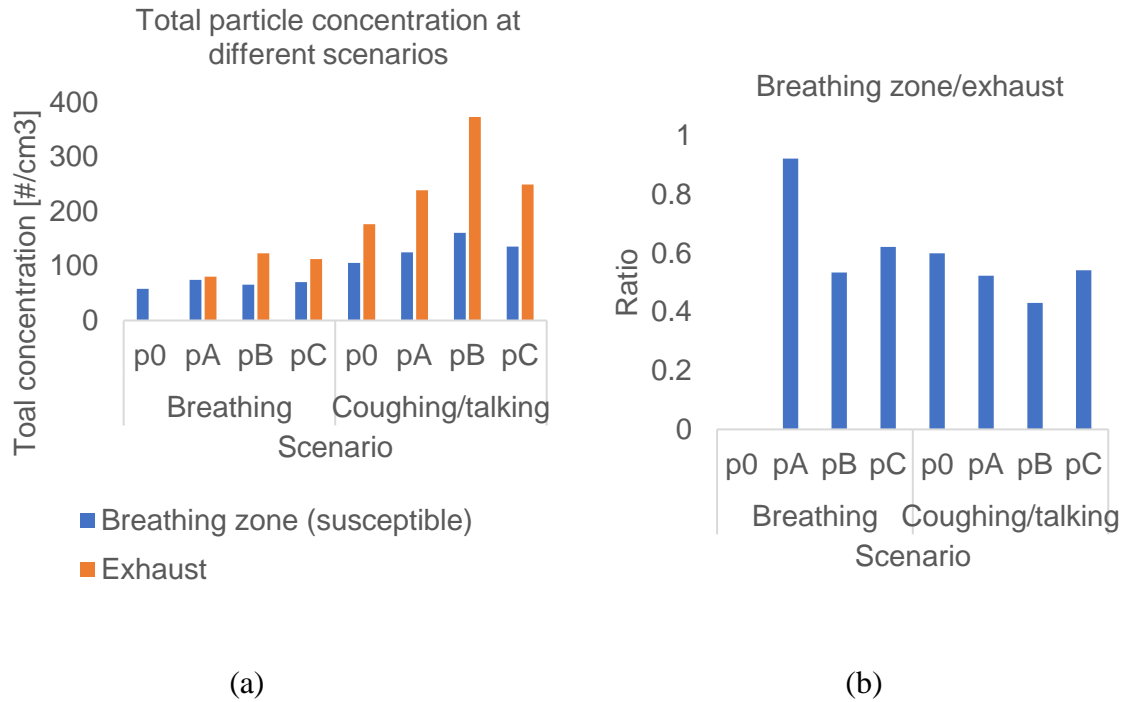 Total particle concentration at
different scenarios
Toal concentration [#/cm3]
400
300
200
100
0
p0 pA pB pC p0 pA pB pC
Breathing Coughing/talking
Scenario
Breathing zone (susceptible)
Exhaust
(a)
Breathing zone/exhaust
Ratio
1
0.8
0.6
0.4
0.2
0
p0 pA pB pC p0 pA pB pC
Breathing Coughing/talking
Scenario
(b)